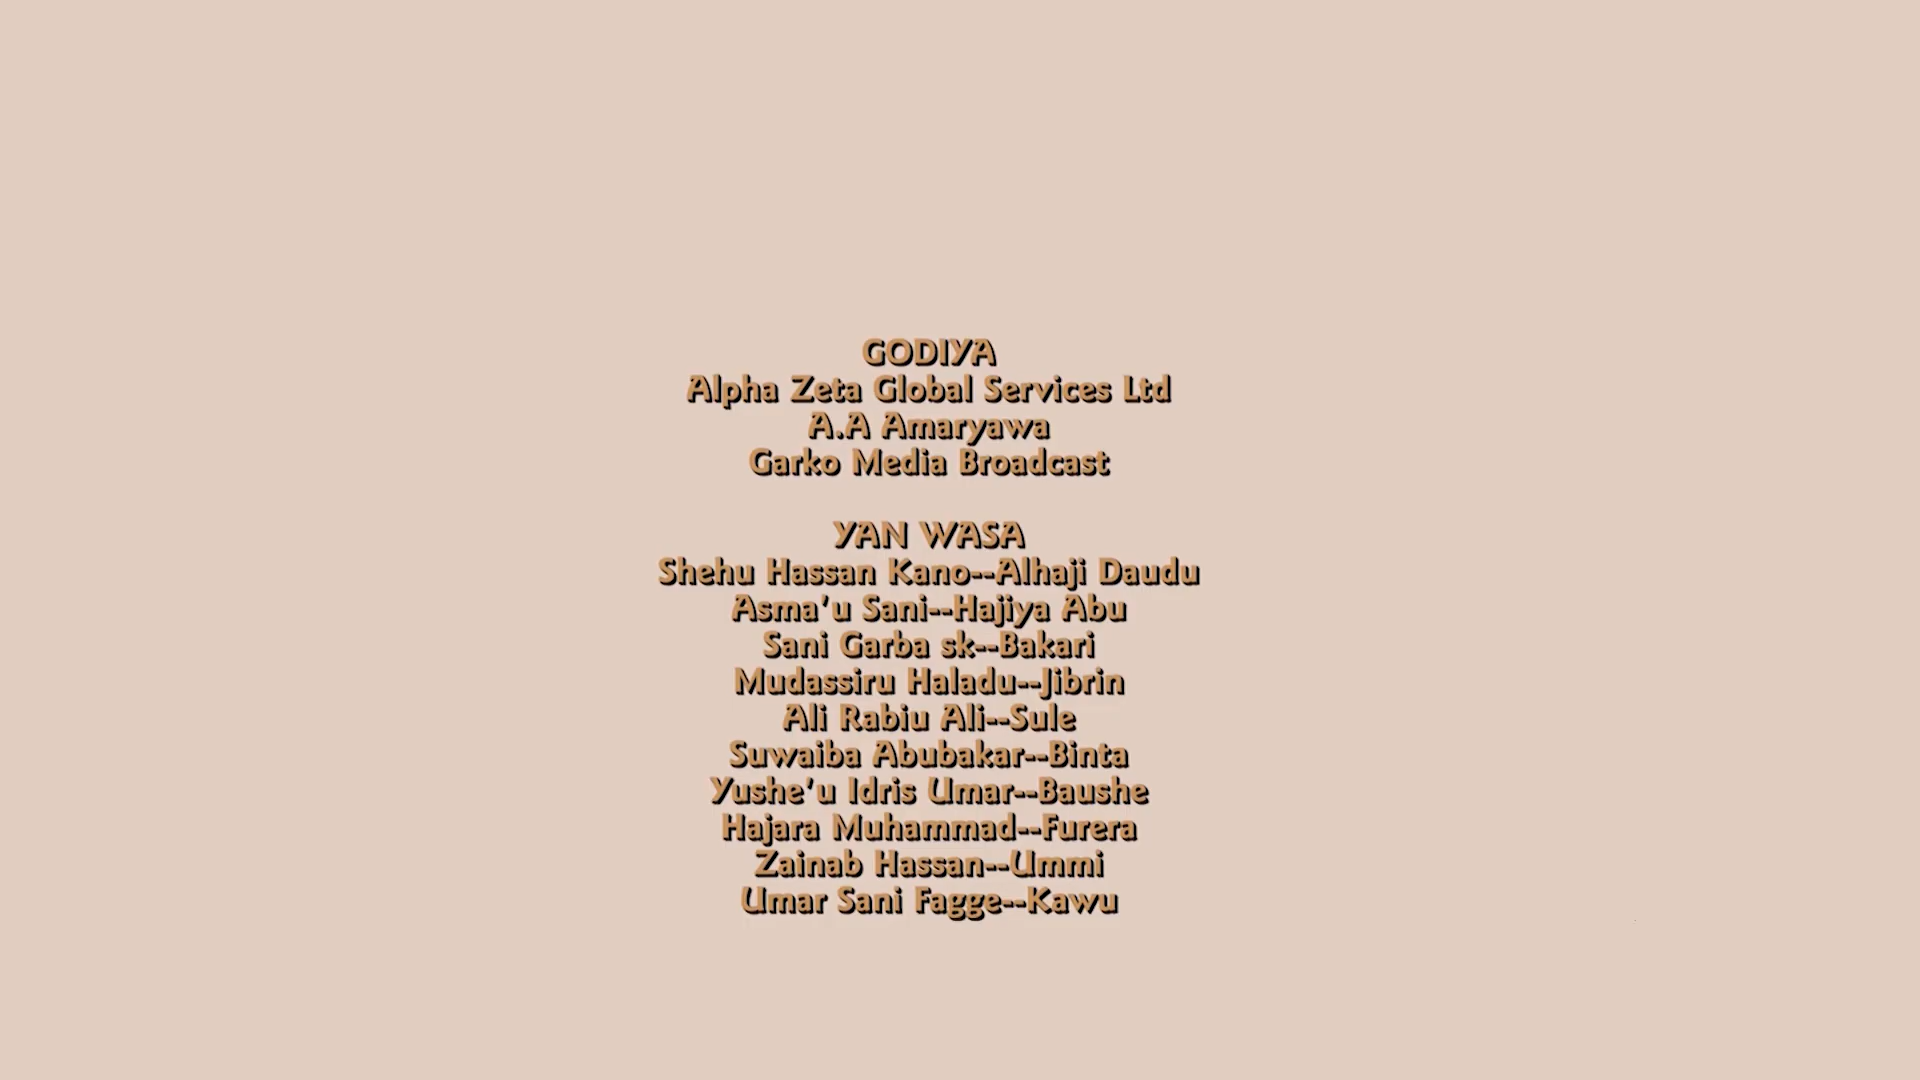 GODIYA
Alpha Zeta Global Services Ltd
A.A Amaryawa
Garko Media Broadcast
YAN WASA
Shehu Hassan Kano--Alhaji Daudu
Asma'u Sani--Hajiya Abu
Sani Garba sk--Bakari
Mudassiru Haladu--Jibrin
Ali Rabiu Ali--Sule
Suwaiba Abubakar--Binta
Yushe'u Idris Umar--Baushe
Hajara Muhammad--Furera
Zainab Hassan--Ummi
Umar Sani Fagge--Kawu